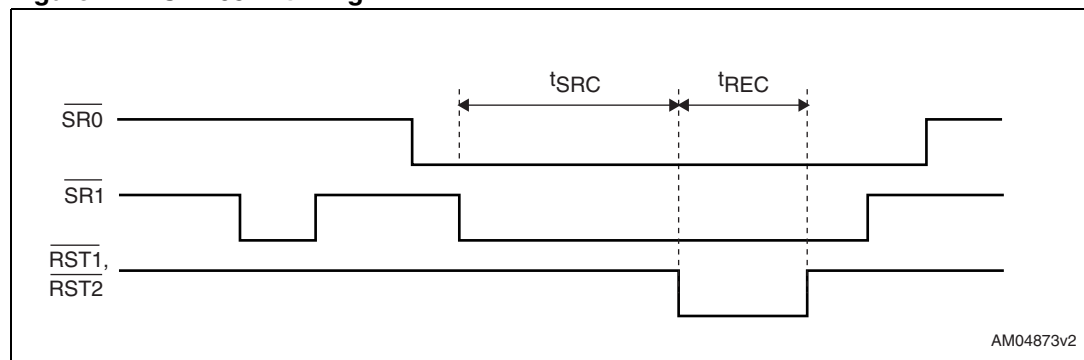 tSRC tREC
SR0
SR1
RST1,
RST2
AM04873v2